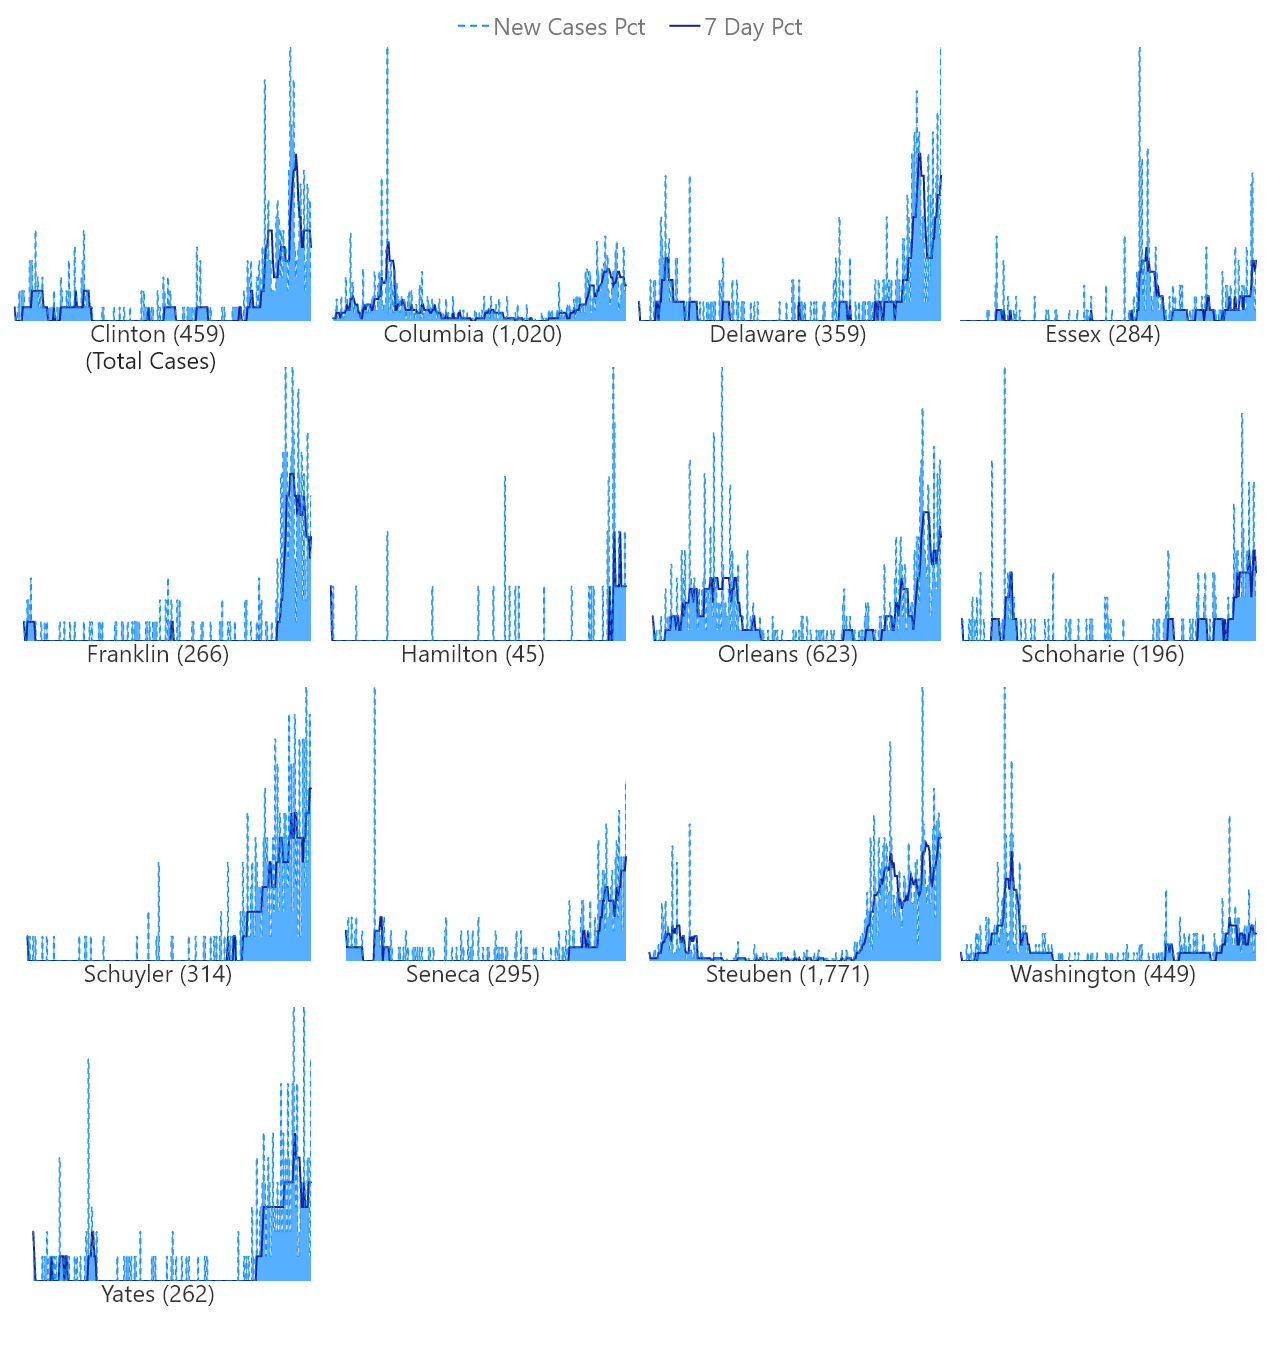 New Cases Pct 7 Day Pct
Clinton (459) Columbia (1,020) Delaware (359) Essex (284)
(Total Cases)
Franklin (266) Hamilton (45) Orleans (623) Schoharie (196)
Schuyler (314) Seneca (295) Steuben (1,771) Washington (449)
Yates (262)